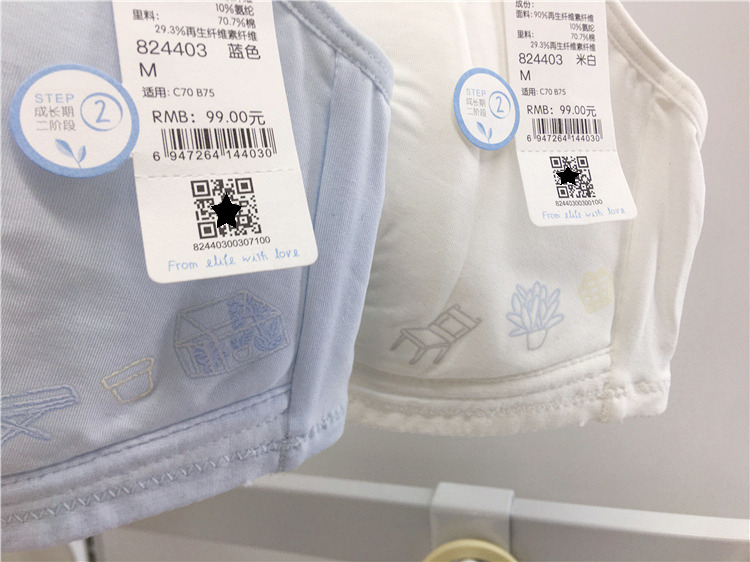 10%氨纶
里料: 70.7%棉
29.3%再生纤维素纤维
824403 蓝色
M
适用: C70 B75
RMB: 99.00元
6 947264 144030
82440300307100
From elife with love
STEP 2
成长期
二阶段
成份:
面料: 90%再生纤维素纤维
10%氨纶
里料: 70.7%棉
29.3%再生纤维素纤维
824403 米白
M
适用: C70 B75
RMB: 99.00元
6 947264 144030
82440300300100
From elife with love
STEP 2
成长期
二阶段